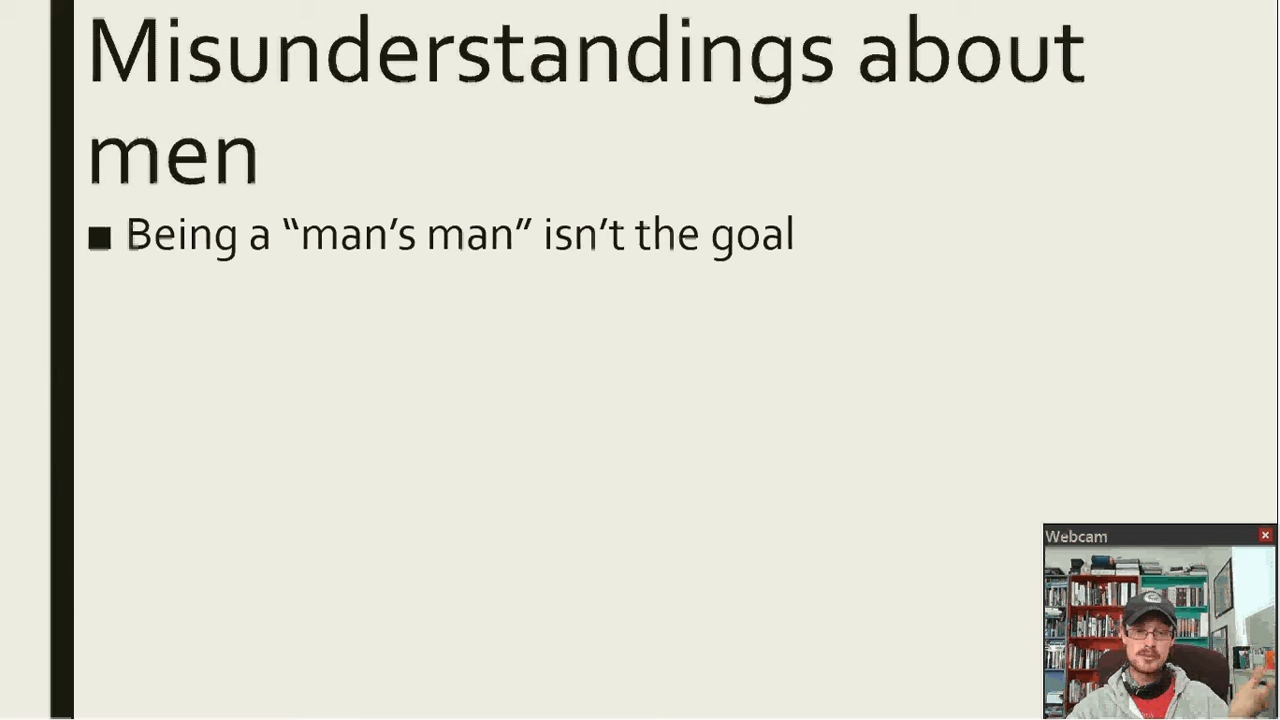 Misunderstandings about
men
■ Being a “man’s man” isn’t the goal
Webcam